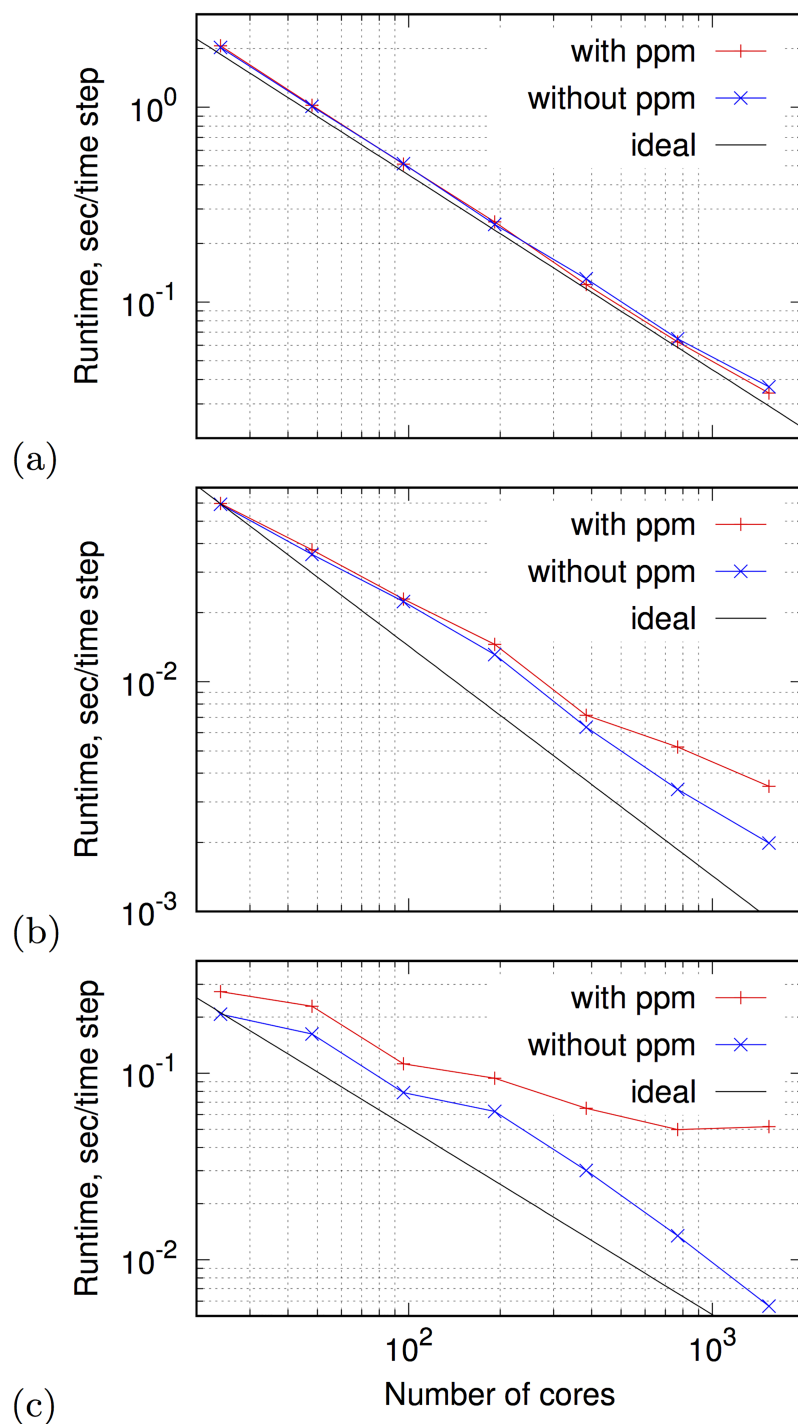 Runtime, sec/time step
10^0
10^-1
with ppm
without ppm
ideal
(a)
Runtime, sec/time step
10^-2
10^-3
with ppm
without ppm
ideal
(b)
Runtime, sec/time step
10^-1
10^-2
with ppm
without ppm
ideal
10^2
10^3
Number of cores
(c)